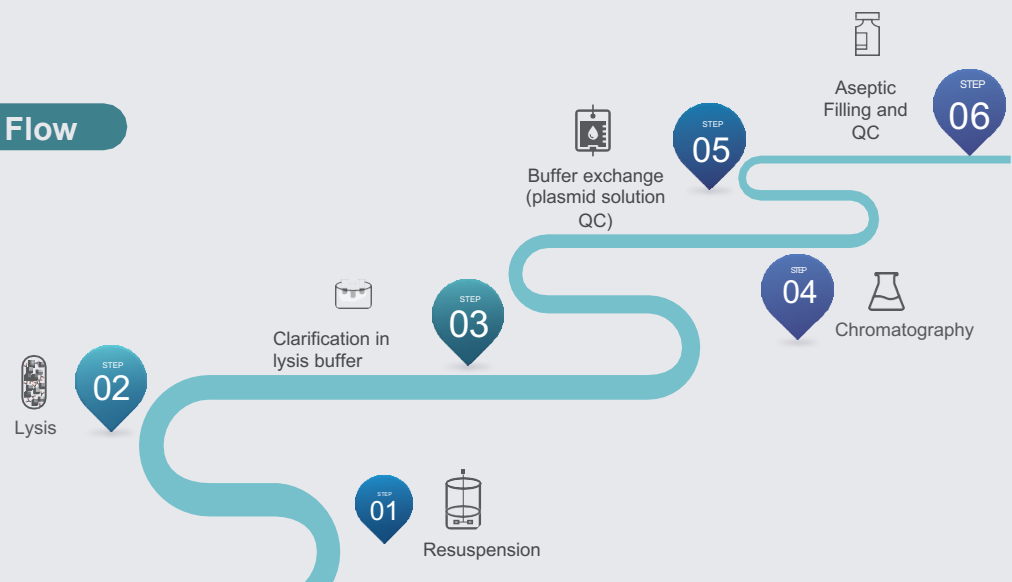 Flow
STEP
01
Resuspension
STEP
02
Lysis
STEP
03
Clarification in
lysis buffer
STEP
04
Chromatography
STEP
05
Buffer exchange
(plasmid solution
QC)
STEP
06
Aseptic
Filling and
QC